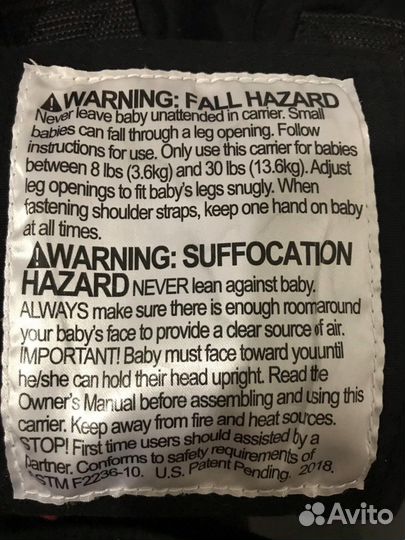 ⚠WARNING: FALL HAZARD
Never leave baby unattended in carrier. Small
babies can fall through a leg opening. Follow
instructions for use. Only use this carrier for babies
between 8 lbs (3.6kg) and 30 lbs (13.6kg). Adjust
leg openings to fit baby's legs snugly. When
fastening shoulder straps, keep one hand on baby
at all times.
⚠WARNING: SUFFOCATION
HAZARD NEVER lean against baby.
ALWAYS make sure there is enough roomaround
your baby's face to provide a clear source of air.
IMPORTANT! Baby must face toward youuntil
he/she can hold their head upright. Read the
Owner's Manual before assembling and using this
carrier. Keep away from fire and heat sources.
STOP! First time users should assisted by a
partner. Conforms to safety requirements of
ASTM F2236-10. U.S. Patent Pending. 2018.
Avito